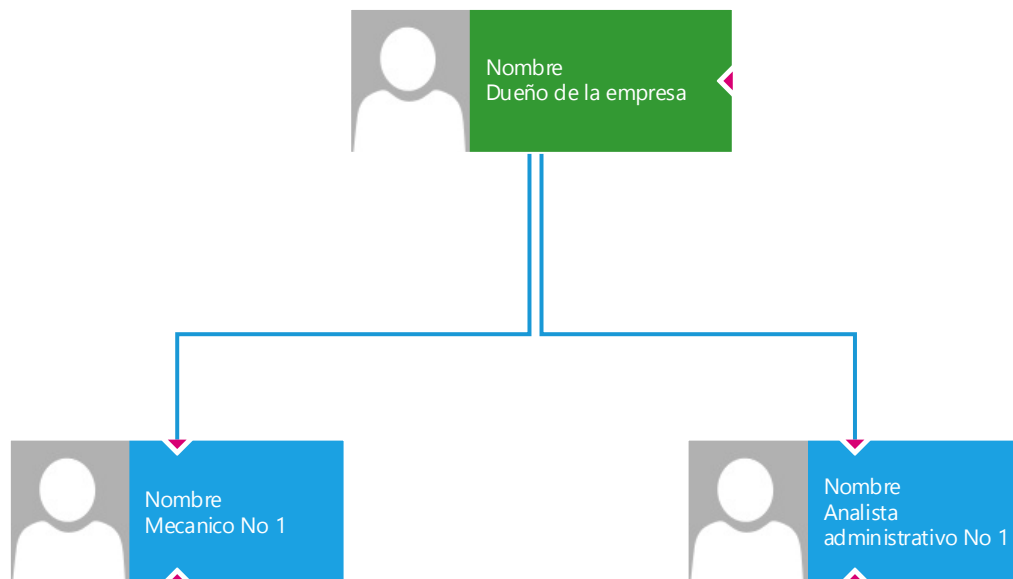 Nombre
Dueño de la empresa
Nombre
Mecanico No 1
Nombre
Analista
administrativo No 1